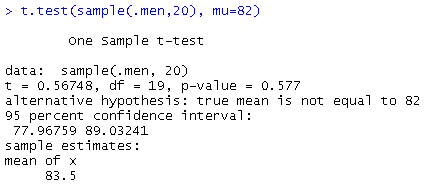 > t.test(sample(.men,20), mu=82)
One Sample t-test
data:  sample(.men, 20)
t = 0.56748, df = 19, p-value = 0.577
alternative hypothesis: true mean is not equal to 82
95 percent confidence interval:
77.96759 89.03241
sample estimates:
mean of x
83.5